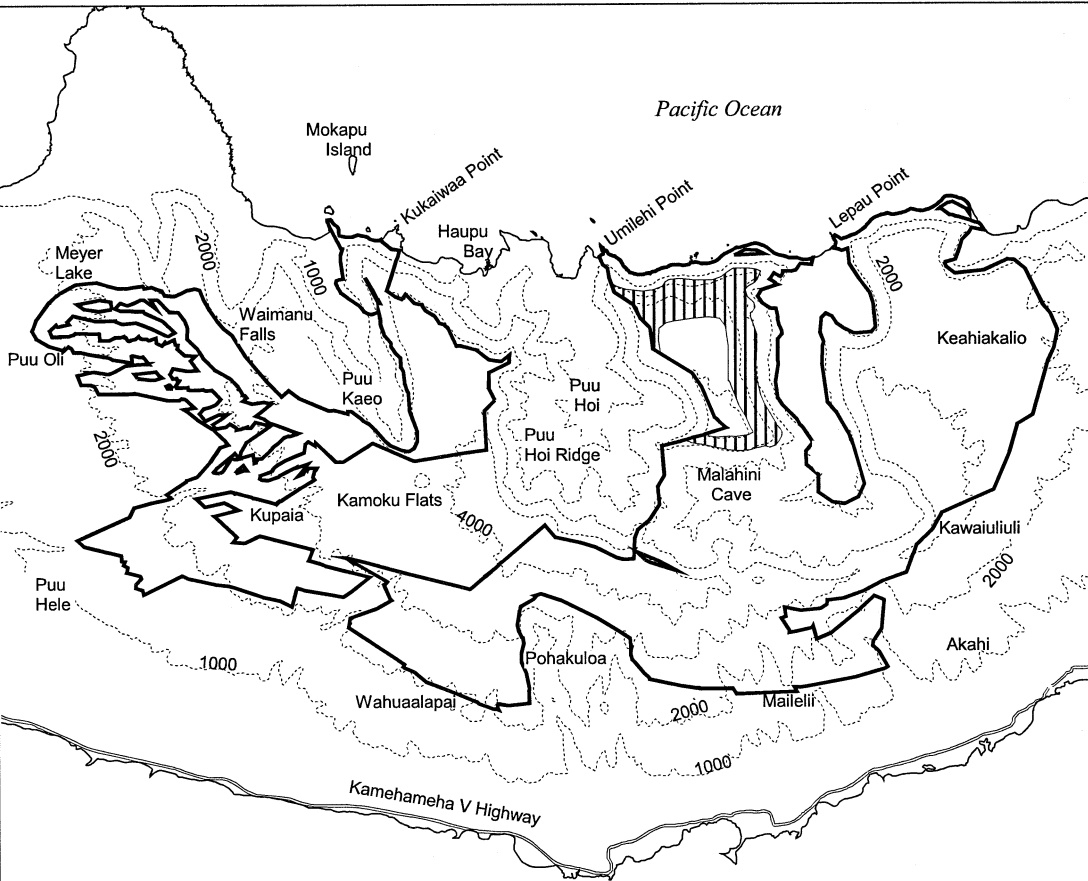 Pacific Ocean
Mokapu
Island
Kukaiwaa Point
Umilehi Point
Lepau Point
Haupu
Bay
Meyer
Lake
2000
1000
2000
Waimanu
Falls
Keahiakalio
Puu Oli
Puu
Kaeo
Puu
Hoi
2000
Puu
Hoi Ridge
Malahini
Cave
Kamoku Flats
Kupaia
4000
Kawaiuliuli
2000
Puu
Hele
1000
Pohakuloa
Akahi
Wahuaalapai
2000
Mailelii
1000
Kamehameha V Highway